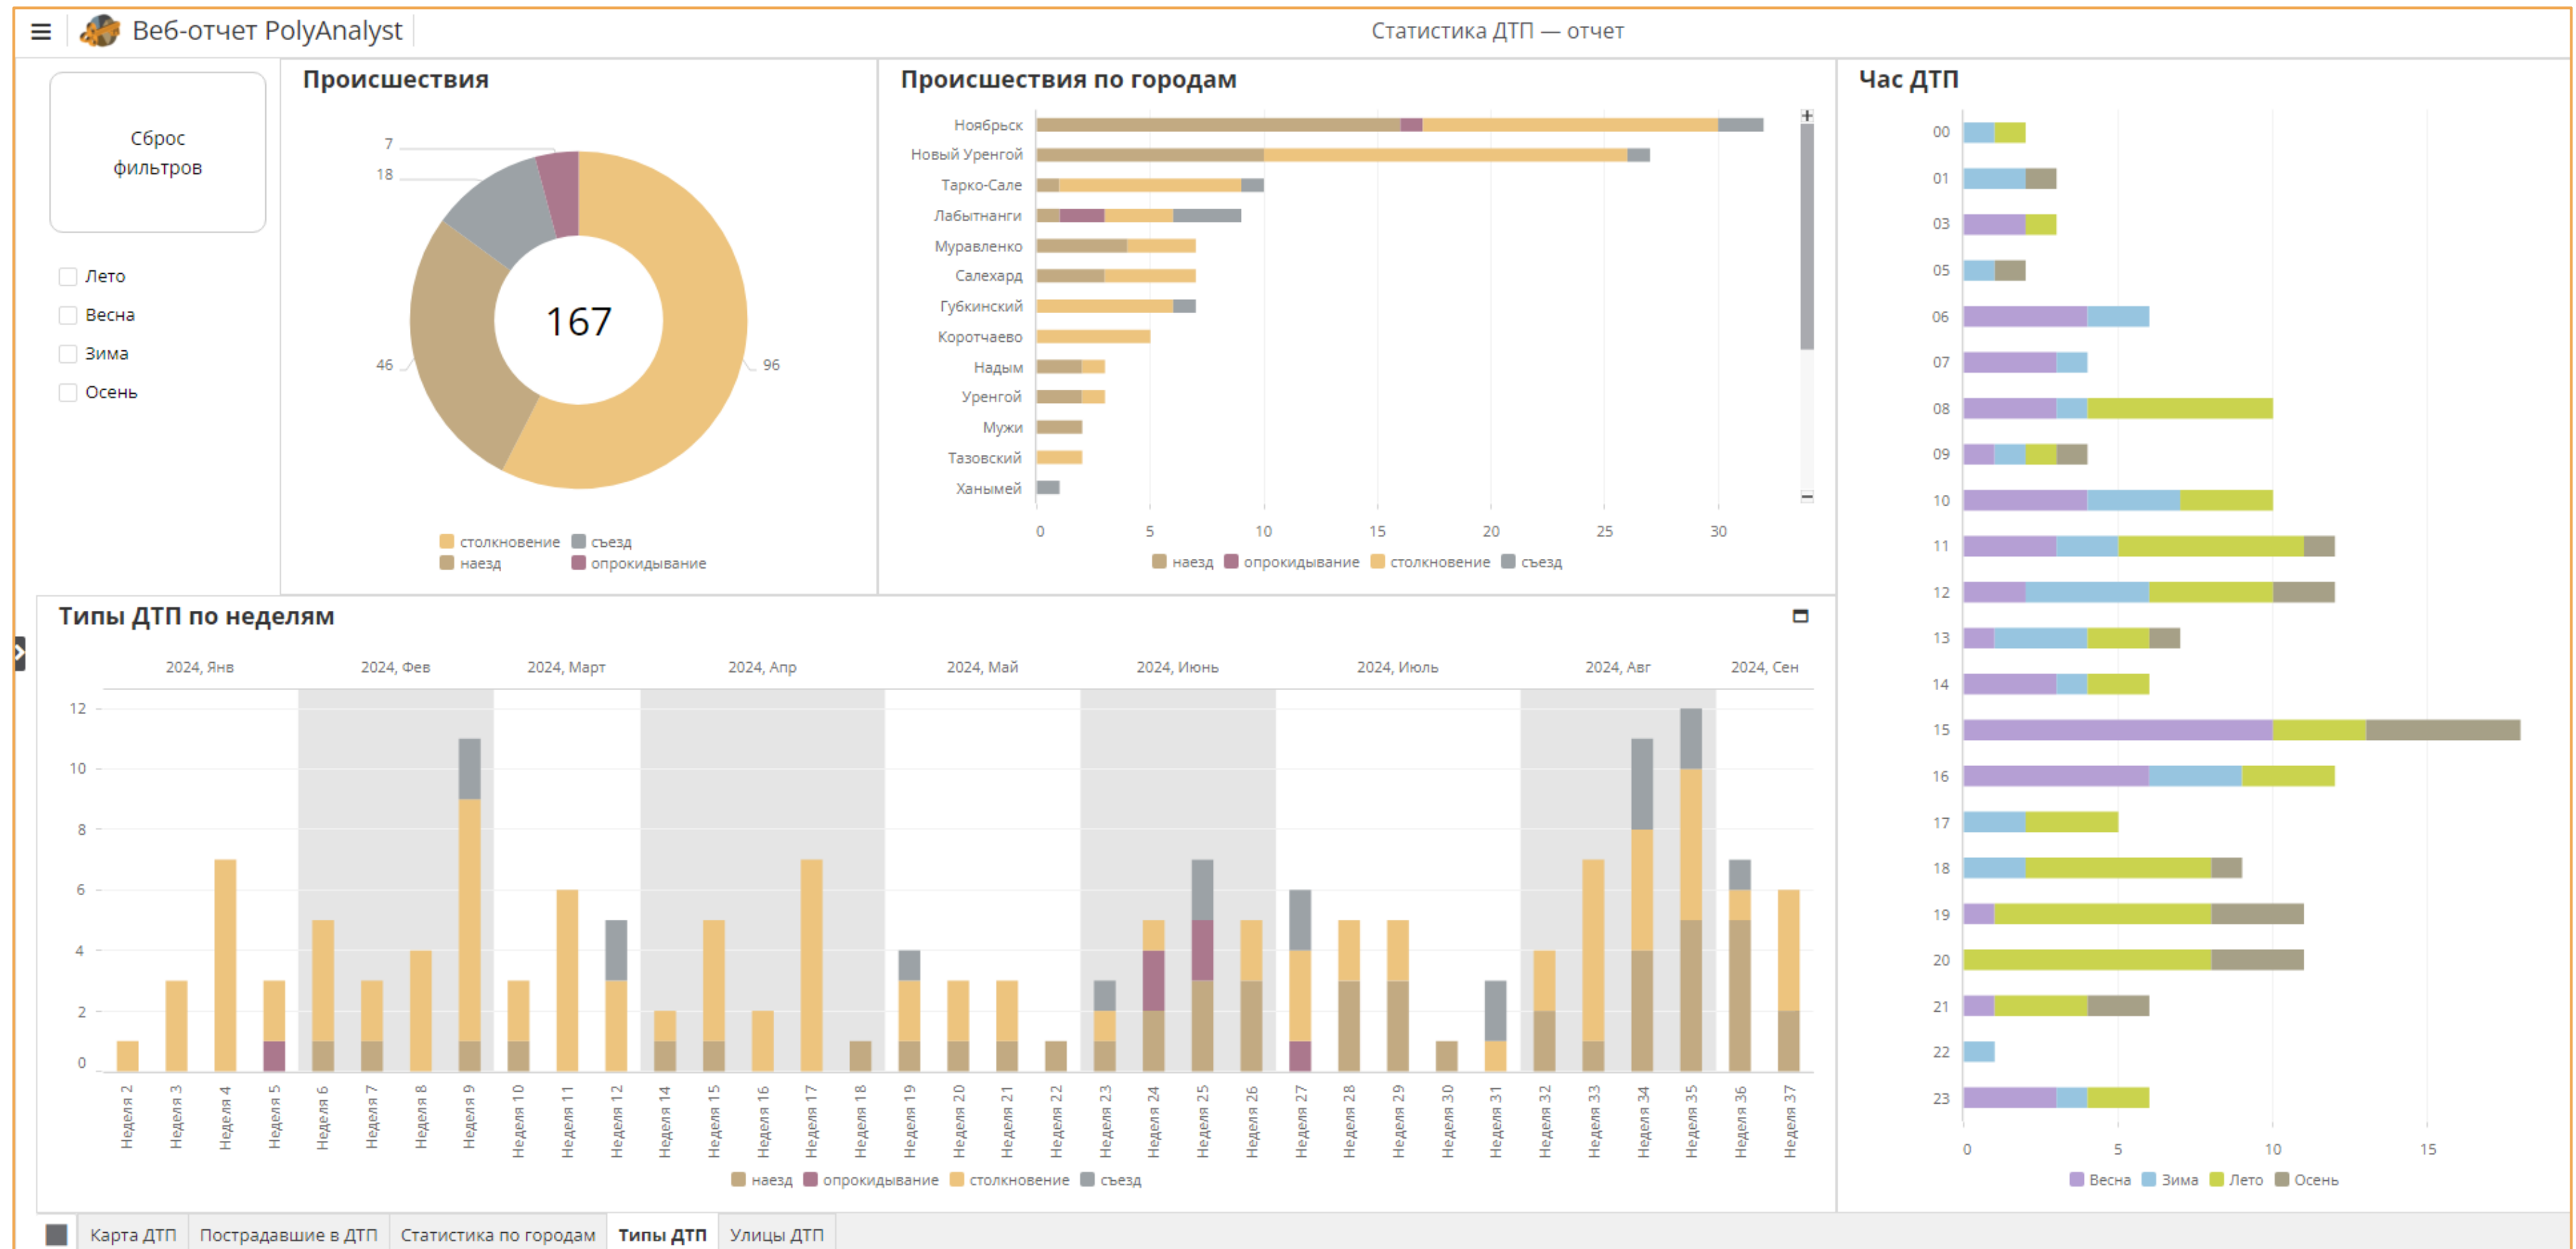 Веб-отчет PolyAnalyst
Статистика ДТП — отчет
Сброс
фильтров
Лето
Весна
Зима
Осень
Происшествия
7
18
46
96
167
столкновение съезд
наезд опрокидывание
Происшествия по городам
Ноябрьск
Новый Уренгой
Тарко-Сале
Лабытнанги
Муравленко
Салехард
Губкинский
Коротчаево
Надым
Уренгой
Мужи
Тазовский
Ханымей
0 5 10 15 20 25 30
наезд опрокидывание столкновение съезд
Час ДТП
00
01
03
05
06
07
08
09
10
11
12
13
14
15
16
17
18
19
20
21
22
23
0 5 10 15
Весна Зима Лето Осень
Типы ДТП по неделям
2024, Янв 2024, Фев 2024, Март 2024, Апр 2024, Май 2024, Июнь 2024, Июль 2024, Авг 2024, Сен
12
10
8
6
4
2
0
Неделя 2
Неделя 3
Неделя 4
Неделя 5
Неделя 6
Неделя 7
Неделя 8
Неделя 9
Неделя 10
Неделя 11
Неделя 12
Неделя 14
Неделя 15
Неделя 16
Неделя 17
Неделя 18
Неделя 19
Неделя 20
Неделя 21
Неделя 22
Неделя 23
Неделя 24
Неделя 25
Неделя 26
Неделя 27
Неделя 28
Неделя 29
Неделя 30
Неделя 31
Неделя 32
Неделя 33
Неделя 34
Неделя 35
Неделя 36
Неделя 37
наезд опрокидывание столкновение съезд
Карта ДТП Пострадавшие в ДТП Статистика по городам Типы ДТП Улицы ДТП